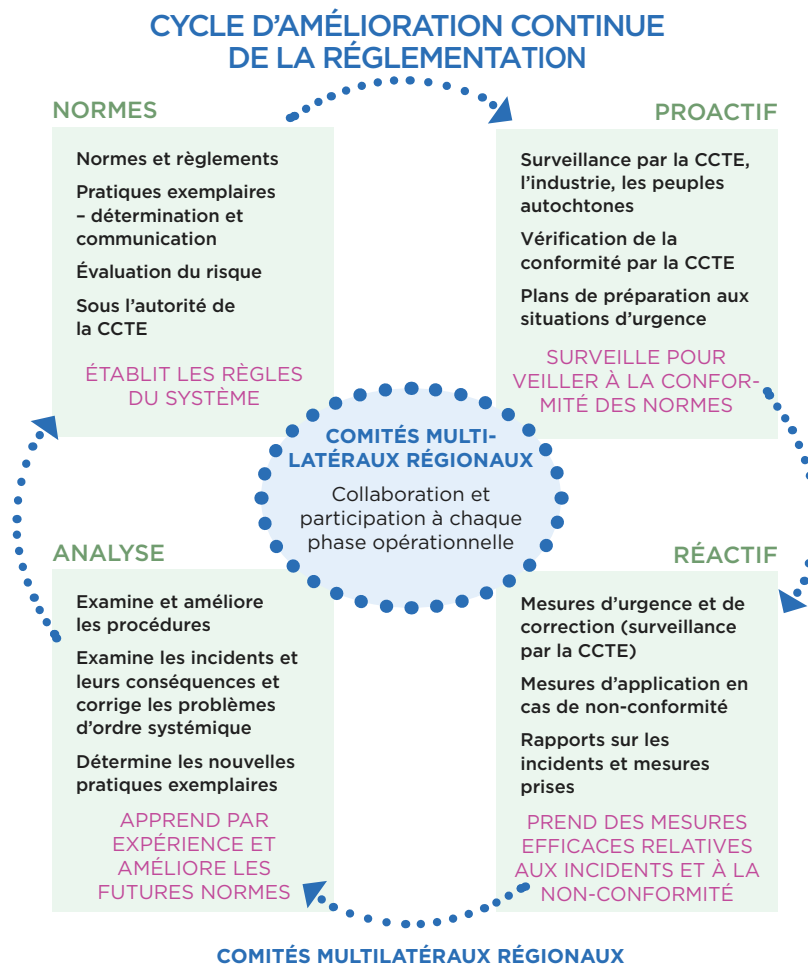 CYCLE D’AMÉLIORATION CONTINUE
DE LA RÉGLEMENTATION
NORMES
Normes et règlements
Pratiques exemplaires
– détermination et
communication
Évaluation du risque
Sous l’autorité de
la CCTE
ÉTABLIT LES RÈGLES
DU SYSTÈME
PROACTIF
Surveillance par la CCTE,
l’industrie, les peuples
autochtones
Vérification de la
conformité par la CCTE
Plans de préparation aux
situations d’urgence
SURVEILLE POUR
VEILLER À LA CONFOR-
MITÉ DES NORMES
COMITÉS MULTI-
LATÉRAUX RÉGIONAUX
Collaboration et
participation à chaque
phase opérationnelle
ANALYSE
Examine et améliore
les procédures
Examine les incidents et
leurs conséquences et
corrige les problèmes
d’ordre systémique
Détermine les nouvelles
pratiques exemplaires
APPREND PAR
EXPÉRIENCE ET
AMÉLIORE LES
FUTURES NORMES
RÉACTIF
Mesures d’urgence et de
correction (surveillance
par la CCTE)
Mesures d’application en
cas de non-conformité
Rapports sur les
incidents et mesures
prises
PREND DES MESURES
EFFICACES RELATIVES
AUX INCIDENTS ET À LA
NON-CONFORMITÉ
COMITÉS MULTILATÉRAUX RÉGIONAUX